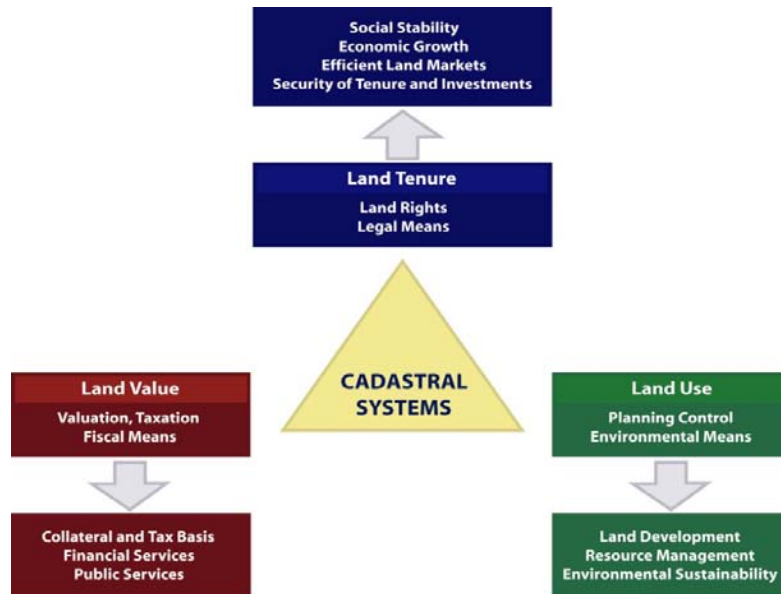 Social Stability
Economic Growth
Efficient Land Markets
Security of Tenure and Investments
Land Tenure
Land Rights
Legal Means
CADASTRAL
SYSTEMS
Land Value
Valuation, Taxation
Fiscal Means
Collateral and Tax Basis
Financial Services
Public Services
Land Use
Planning Control
Environmental Means
Land Development
Resource Management
Environmental Sustainability